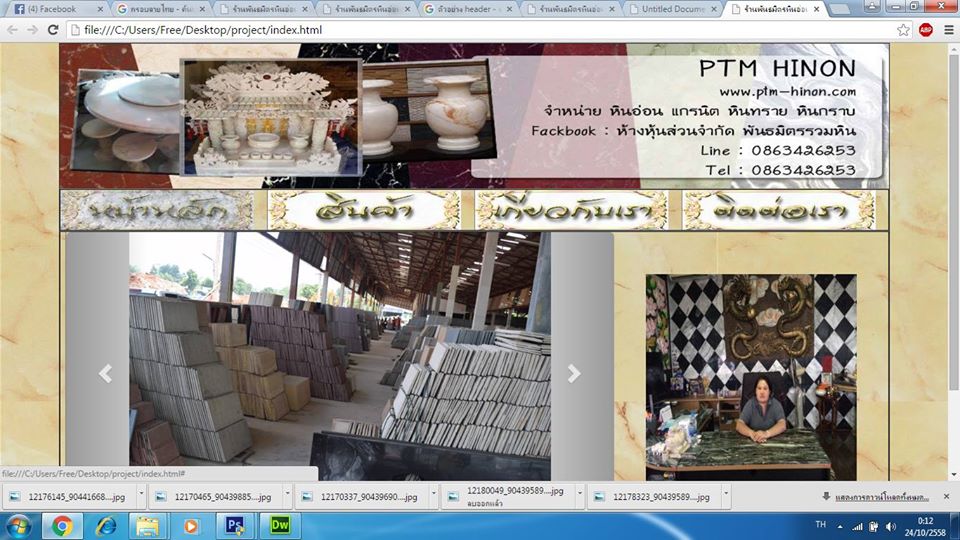 (4) Facebook
กรอบลายไทย - ค้นห
ร้านพันธมิตรหินอ่อน
ร้านพันธมิตรหินอ่อน
ตัวอย่าง header -
ร้านพันธมิตรหินอ่อน
Untitled Docume
ร้านพันธมิตรหินอ่อน
file:///C:/Users/Free/Desktop/project/index.html
ABP
PTM HINON
www.ptm-hinon.com
จำหน่าย หินอ่อน แกรนิต หินทราย หินกราบ
Fackbook : ห้างหุ้นส่วนจำกัด พันธมิตรรวมหิน
Line : 0863426253
Tel : 0863426253
หน้าหลัก
สินค้า
เกี่ยวกับเรา
ติดต่อเรา
file:///C:/Users/Free/Desktop/project/index.html#
12176145_90441668....jpg
12170465_90439885....jpg
12170337_90439690....jpg
12180049_90439589....jpg
ลบออกแล้ว
12178323_90439589....jpg
แสดงการดาวน์โหลดทั้งหมด...
Ps
Dw
TH
0:12
24/10/2558